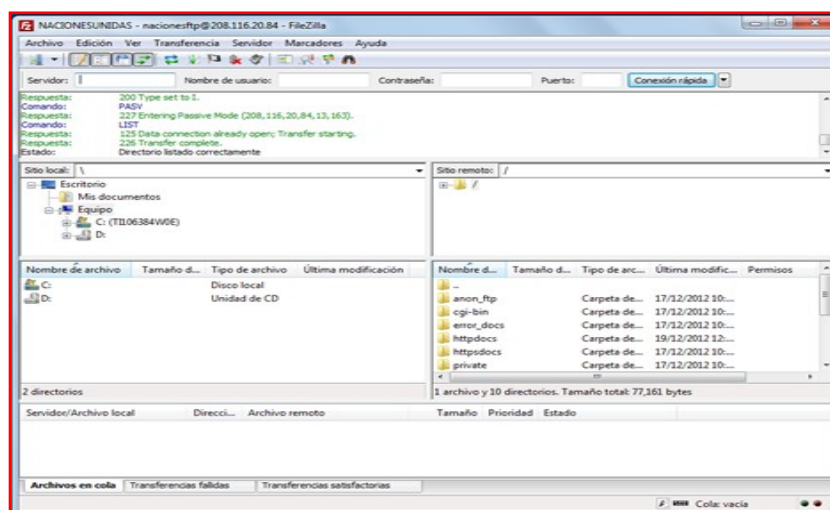 NACIONESUNIDAS - nacionesftp@208.116.20.84 - FileZilla
Archivo Edición Ver Transferencia Servidor Marcadores Ayuda
Servidor: Nombre de usuario: Contraseña: Puerto: Conexión rápida
Respuesta: 200 Type set to I.
Comando: PASV
Respuesta: 227 Entering Passive Mode (208,116,20,84,13,163).
Comando: LIST
Respuesta: 125 Data connection already open; Transfer starting.
Respuesta: 226 Transfer complete.
Estado: Directorio listado correctamente
Sitio local: \
Escritorio
Mis documentos
Equipo
C: (TI106384W0E)
D:
Sitio remoto: /
/
Nombre de archivo Tamaño d... Tipo de archivo Última modificación
C: Disco local
D: Unidad de CD
2 directorios
Nombre d... Tamaño d... Tipo de arc... Última modific... Permisos
..
anon_ftp Carpeta de... 17/12/2012 10:...
cgi-bin Carpeta de... 17/12/2012 10:...
error_docs Carpeta de... 17/12/2012 10:...
httpdocs Carpeta de... 19/12/2012 12:...
httpsdocs Carpeta de... 17/12/2012 10:...
private Carpeta de... 17/12/2012 10:...
1 archivo y 10 directorios. Tamaño total: 77,161 bytes
Servidor/Archivo local Direcci... Archivo remoto Tamaño Prioridad Estado
Archivos en cola Transferencias fallidas Transferencias satisfactorias
Cola: vacía